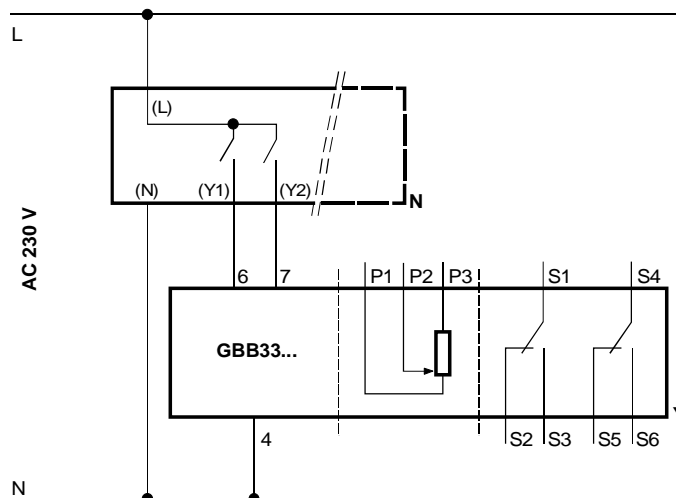 L
(L)
(N) (Y1) (Y2)
N
AC 230 V
6 7 P1 P2 P3 S1 S4
GBB33...
4 S2 S3 S5 S6
N